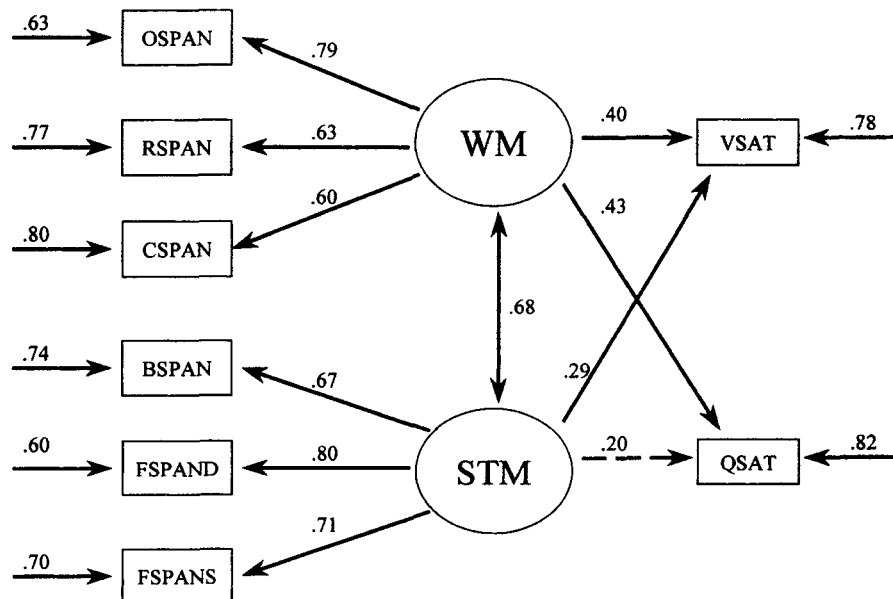 .63
OSPAN
.79
.77
RSPAN
.63
WM
.40
VSAT
.78
.60
.43
.80
CSPAN
.68
.74
BSPAN
.67
.29
.60
FSPAND
.80
STM
.20
QSAT
.82
.71
.70
FSPANS